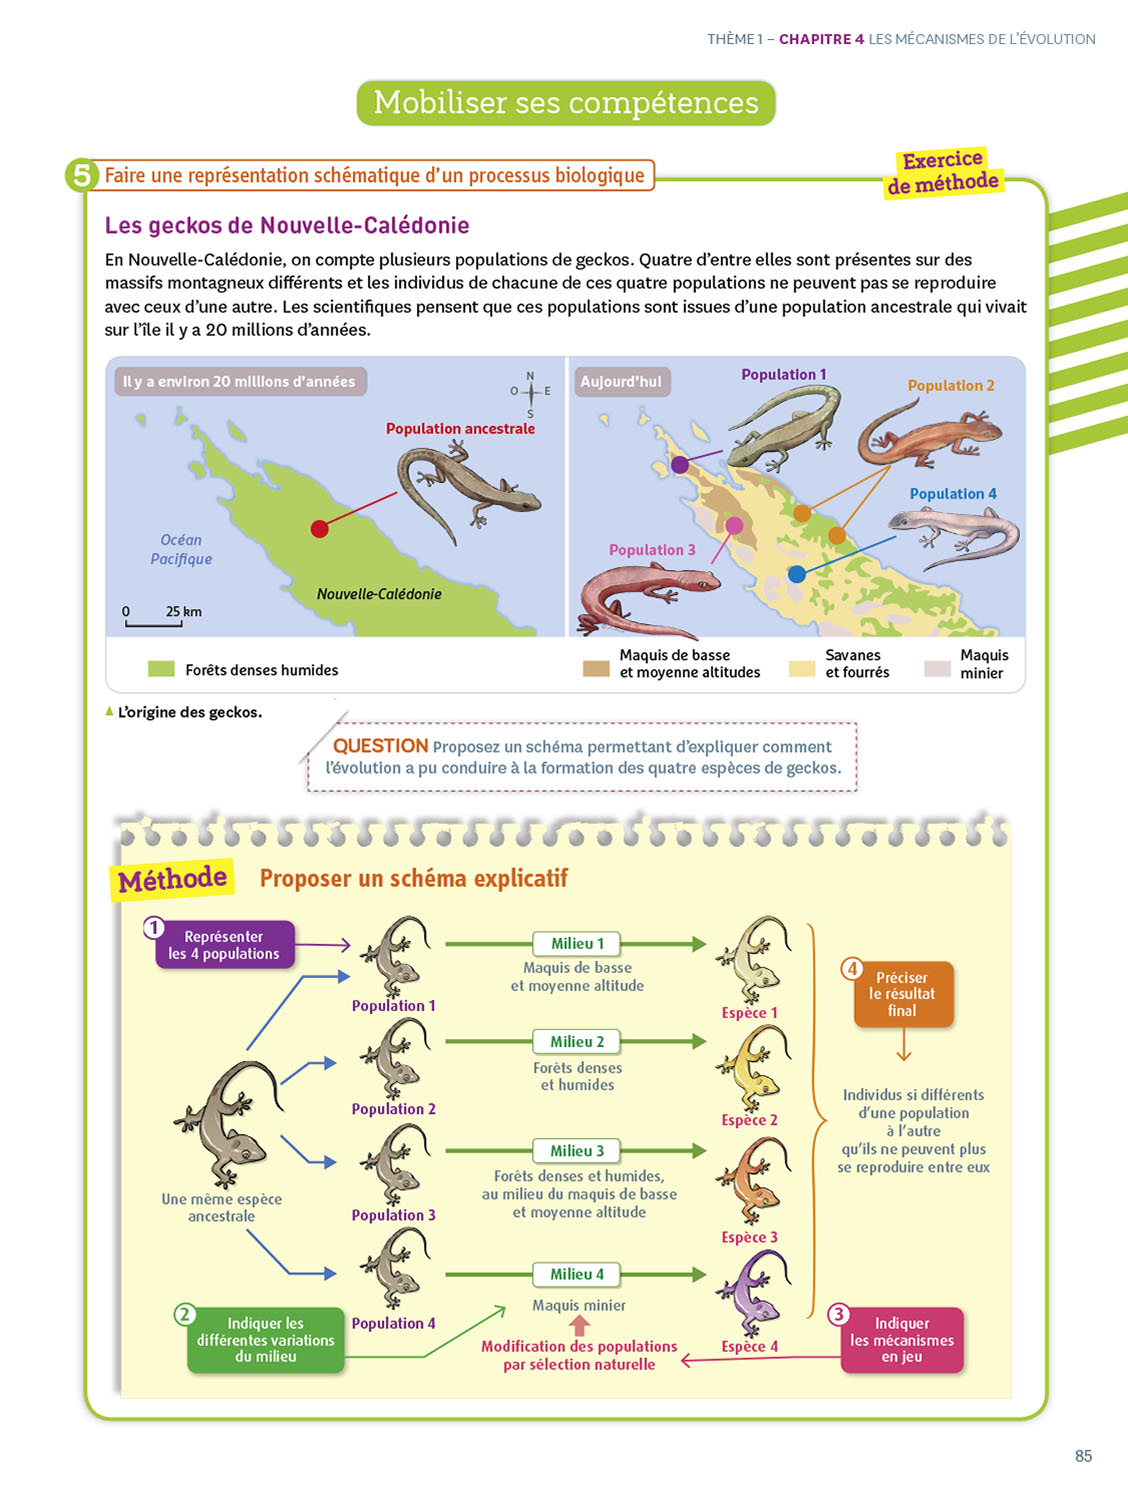 THÈME 1 – CHAPITRE 4 LES MÉCANISMES DE L'ÉVOLUTION
Mobiliser ses compétences
5 Faire une représentation schématique d'un processus biologique
Exercice
de méthode
Les geckos de Nouvelle-Calédonie
En Nouvelle-Calédonie, on compte plusieurs populations de geckos. Quatre d'entre elles sont présentes sur des
massifs montagneux différents et les individus de chacune de ces quatre populations ne peuvent pas se reproduire
avec ceux d'une autre. Les scientifiques pensent que ces populations sont issues d'une population ancestrale qui vivait
sur l'île il y a 20 millions d'années.
Il y a environ 20 millions d'années
N
O
E
S
Population ancestrale
Océan
Pacifique
Nouvelle-Calédonie
0 25 km
Aujourd'hui
Population 1
Population 2
Population 4
Population 3
Forêts denses humides
Maquis de basse
et moyenne altitudes
Savanes
et fourrés
Maquis
minier
L'origine des geckos.
QUESTION Proposez un schéma permettant d'expliquer comment
l'évolution a pu conduire à la formation des quatre espèces de geckos.
Méthode
Proposer un schéma explicatif
1
Représenter
les 4 populations
Population 1
Milieu 1
Maquis de basse
et moyenne altitude
Espèce 1
4
Préciser
le résultat
final
Population 2
Milieu 2
Forêts denses
et humides
Espèce 2
Individus si différents
d'une population
à l'autre
qu'ils ne peuvent plus
se reproduire entre eux
Une même espèce
ancestrale
Population 3
Milieu 3
Forêts denses et humides,
au milieu du maquis de basse
et moyenne altitude
Espèce 3
Population 4
Milieu 4
Maquis minier
Espèce 4
2
Indiquer les
différentes variations
du milieu
Modification des populations
par sélection naturelle
3
Indiquer
les mécanismes
en jeu
85